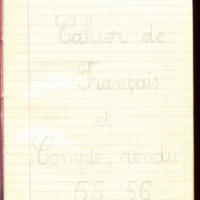 Cahier de
Français
et
Compte-rendu
55 56